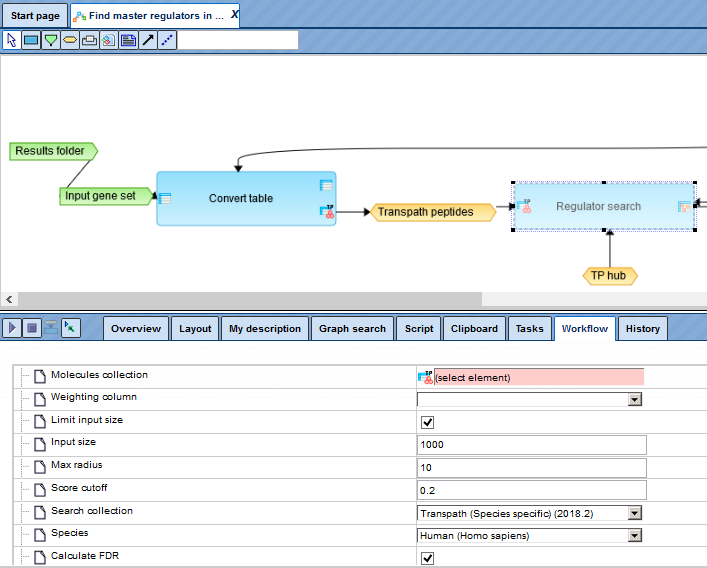 Start page
Find master regulators in ... X
Results folder
Input gene set
Convert table
TP
Transpath peptides
TP
Regulator search
TP hub
Overview
Layout
My description
Graph search
Script
Clipboard
Tasks
Workflow
History
Molecules collection
TP
(select element)
Weighting column
Limit input size
Input size
1000
Max radius
10
Score cutoff
0.2
Search collection
Transpath (Species specific) (2018.2)
Species
Human (Homo sapiens)
Calculate FDR